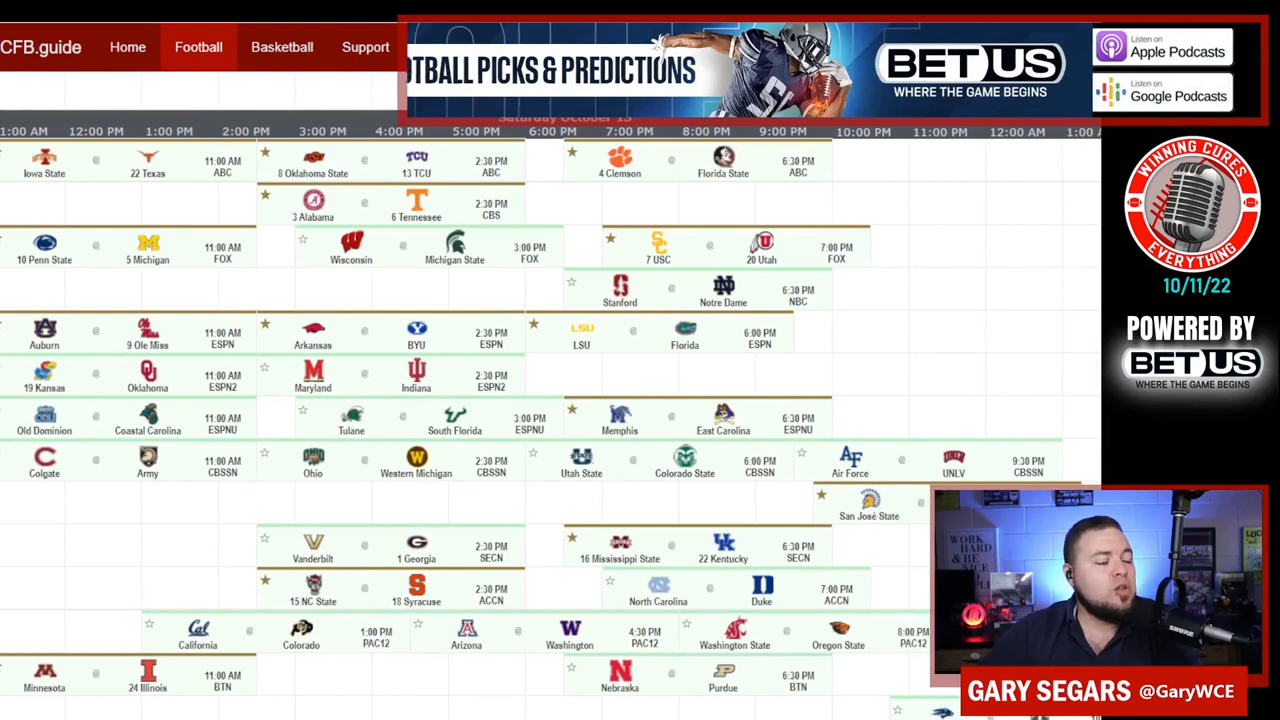 CFB.guide Home Football Basketball Support
OTBALL PICKS & PREDICTIONS
BETUS
WHERE THE GAME BEGINS
Listen on
Apple Podcasts
Listen on
Google Podcasts
Saturday October 15
1:00 AM 12:00 PM 1:00 PM 2:00 PM 3:00 PM 4:00 PM 5:00 PM 6:00 PM 7:00 PM 8:00 PM 9:00 PM 10:00 PM 11:00 PM 12:00 AM 1:00 A
Iowa State @ 22 Texas 11:00 AM ABC
8 Oklahoma State @ 13 TCU 2:30 PM ABC
4 Clemson @ Florida State 6:30 PM ABC
3 Alabama @ 6 Tennessee 2:30 PM CBS
10 Penn State @ 5 Michigan 11:00 AM FOX
Wisconsin @ Michigan State 3:00 PM FOX
7 USC @ 20 Utah 7:00 PM FOX
Stanford @ Notre Dame 6:30 PM NBC
Auburn @ 9 Ole Miss 11:00 AM ESPN
Arkansas @ BYU 2:30 PM ESPN
LSU @ Florida 6:00 PM ESPN
19 Kansas @ Oklahoma 11:00 AM ESPN2
Maryland @ Indiana 2:30 PM ESPN2
Old Dominion @ Coastal Carolina 11:00 AM ESPNU
Tulane @ South Florida 3:00 PM ESPNU
Memphis @ East Carolina 6:30 PM ESPNU
Colgate @ Army 11:00 AM CBSSN
Ohio @ Western Michigan 2:30 PM CBSSN
Utah State @ Colorado State 6:00 PM CBSSN
Air Force @ UNLV 9:30 PM CBSSN
San José State @
Vanderbilt @ 1 Georgia 2:30 PM SECN
16 Mississippi State @ 22 Kentucky 6:30 PM SECN
15 NC State @ 18 Syracuse 2:30 PM ACCN
North Carolina @ Duke 7:00 PM ACCN
California @ Colorado 1:00 PM PAC12
Arizona @ Washington 4:30 PM PAC12
Washington State @ Oregon State 8:00 PM PAC12
Minnesota @ 24 Illinois 11:00 AM BTN
Nebraska @ Purdue 6:30 PM BTN
WINNING CURES
EVERYTHING
10/11/22
POWERED BY
BETUS
WHERE THE GAME BEGINS
WORK
HARD
SHURE
GARY SEGARS @GaryWCE